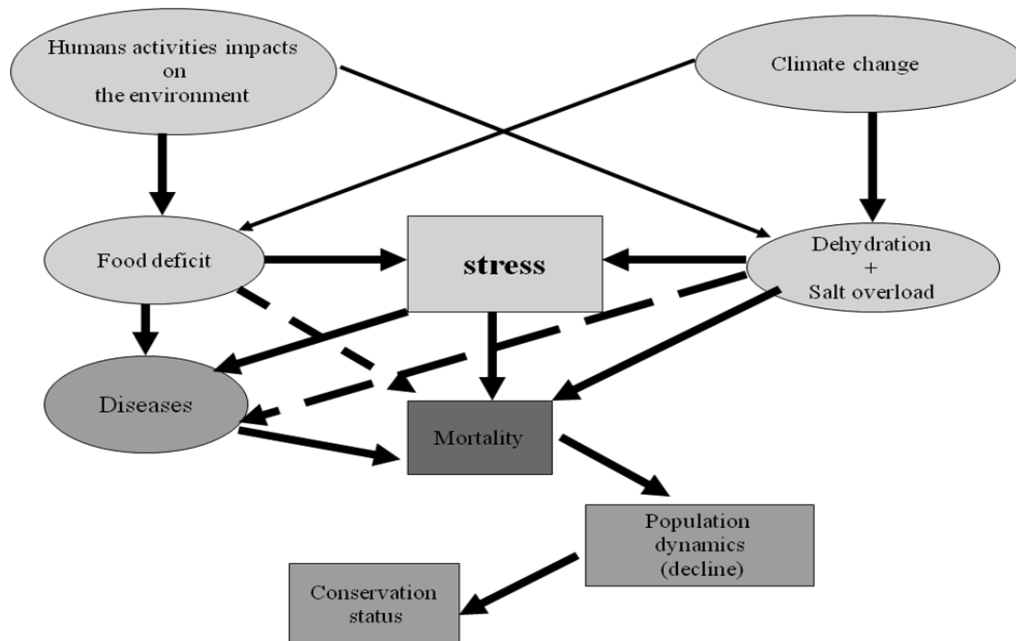 Humans activities impacts
on
the environment
Climate change
Food deficit
stress
Dehydration
+
Salt overload
Diseases
Mortality
Population
dynamics
(decline)
Conservation
status